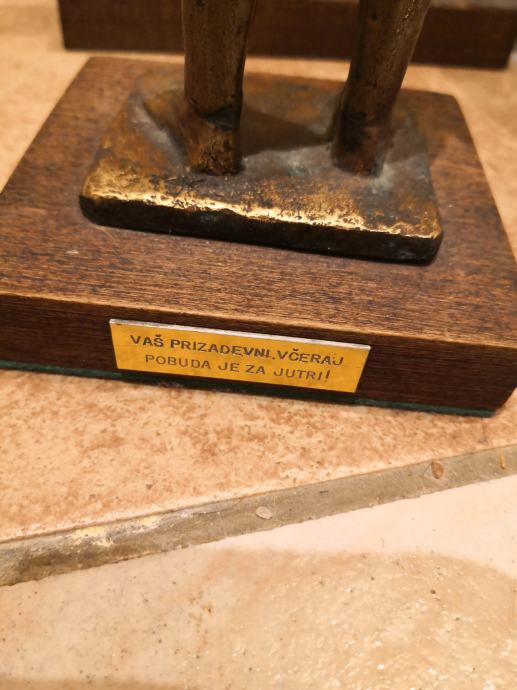 VAŠ PRIZADEVNI.VČERAJ
POBUDA JE ZA JUTRI!